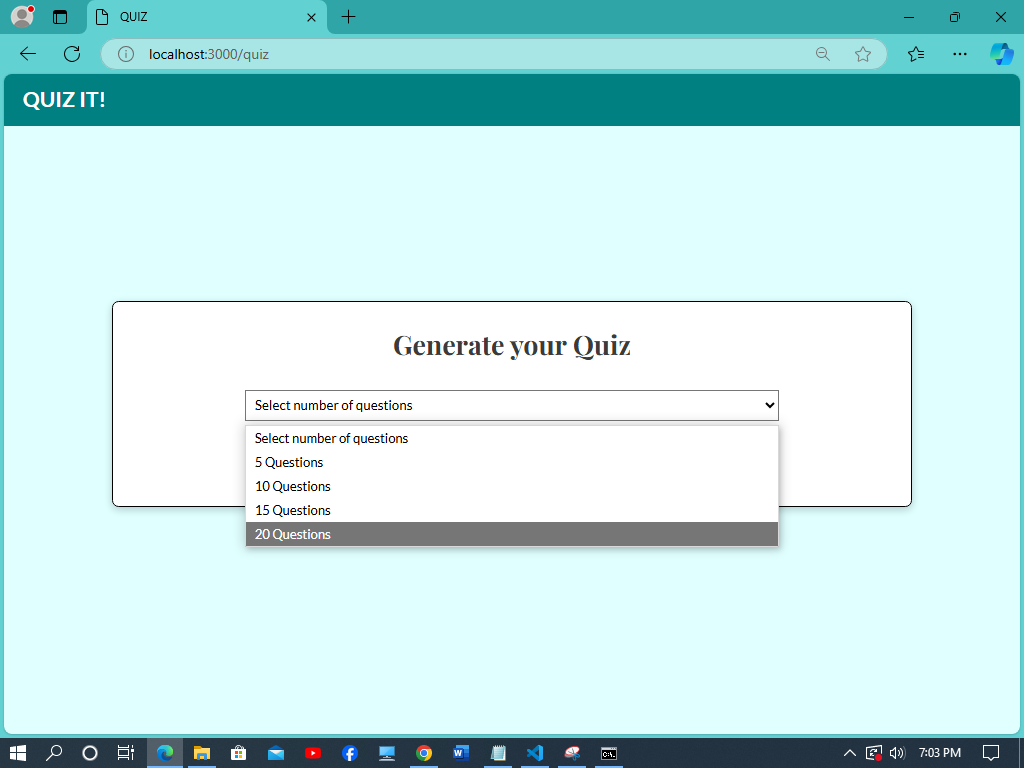 QUIZ
localhost:3000/quiz
QUIZ IT!
Generate your Quiz
Select number of questions
Select number of questions
5 Questions
10 Questions
15 Questions
20 Questions
7:03 PM